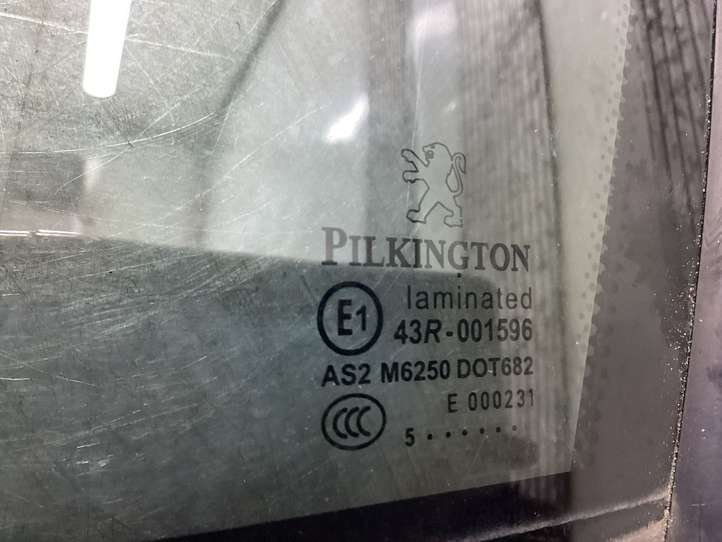 PILKINGTON
laminated
E1 43R-001596
AS2 M6250 DOT682
E 000231
CCC 5 · · · · · ·